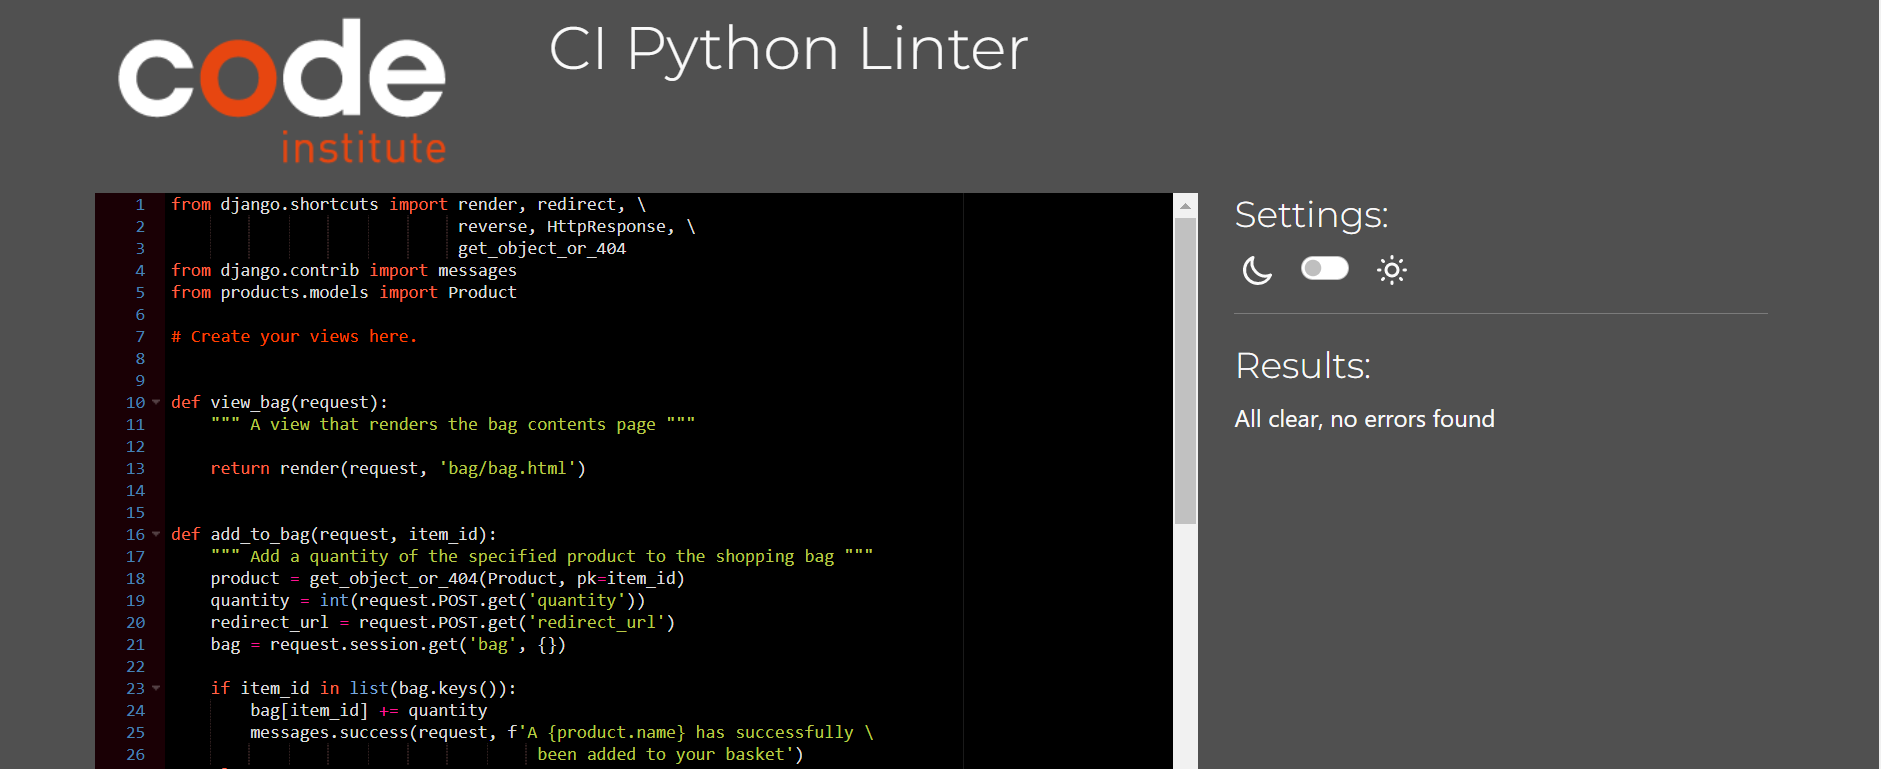 code
institute
CI Python Linter
1 from django.shortcuts import render, redirect, \
2 reverse, HttpResponse, \
3 get_object_or_404
4 from django.contrib import messages
5 from products.models import Product
6
7 # Create your views here.
8
9
10 def view_bag(request):
11 """ A view that renders the bag contents page """
12
13 return render(request, 'bag/bag.html')
14
15
16 def add_to_bag(request, item_id):
17 """ Add a quantity of the specified product to the shopping bag """
18 product = get_object_or_404(Product, pk=item_id)
19 quantity = int(request.POST.get('quantity'))
20 redirect_url = request.POST.get('redirect_url')
21 bag = request.session.get('bag', {})
22
23 if item_id in list(bag.keys()):
24 bag[item_id] += quantity
25 messages.success(request, f'A {product.name} has successfully \
26 been added to your basket')
Settings:
Results:
All clear, no errors found